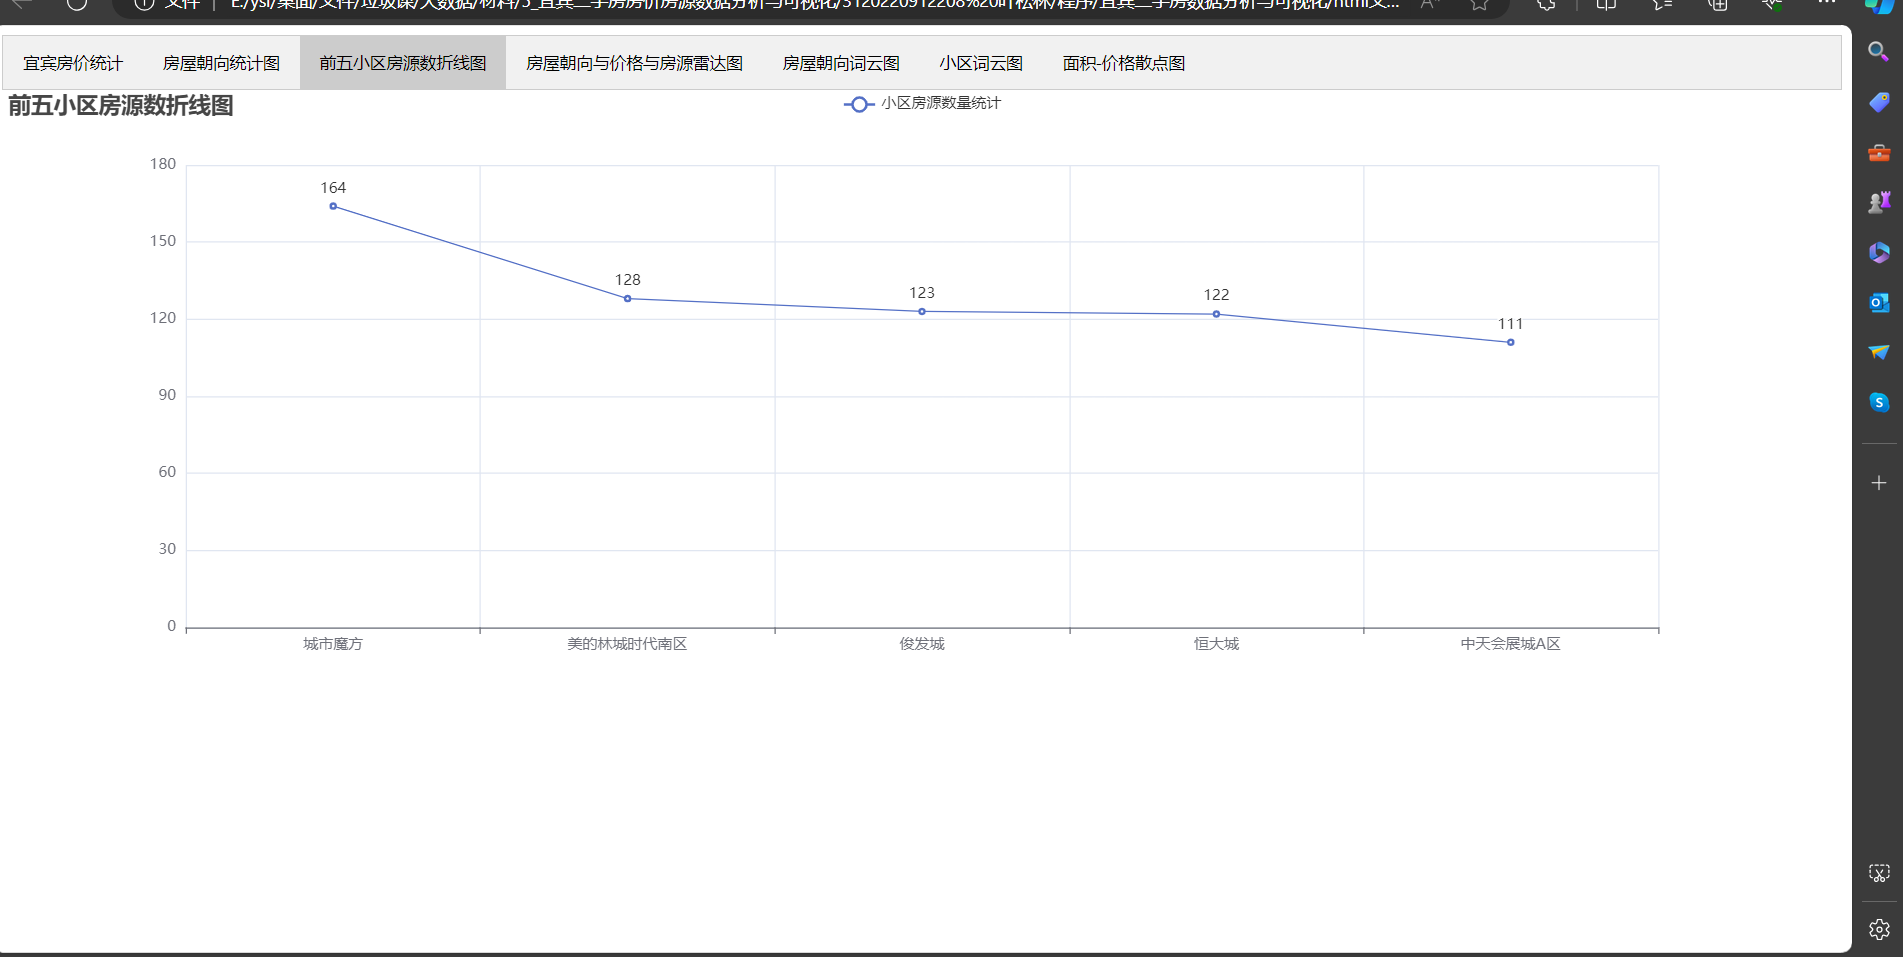 文件
E:/ysl/桌面/文件/垃圾课/大数据/材料/5_宜宾二手房房价房源数据分析与可视化/3120220912208%20叶松林/程序/宜宾二手房数据分析与可视化/html文...
宜宾房价统计 房屋朝向统计图 前五小区房源数折线图 房屋朝向与价格与房源雷达图 房屋朝向词云图 小区词云图 面积-价格散点图
前五小区房源数折线图
小区房源数量统计
180
164
150
128
123
122
120
111
90
60
30
0
城市魔方 美的林城时代南区 俊发城 恒大城 中天会展城A区